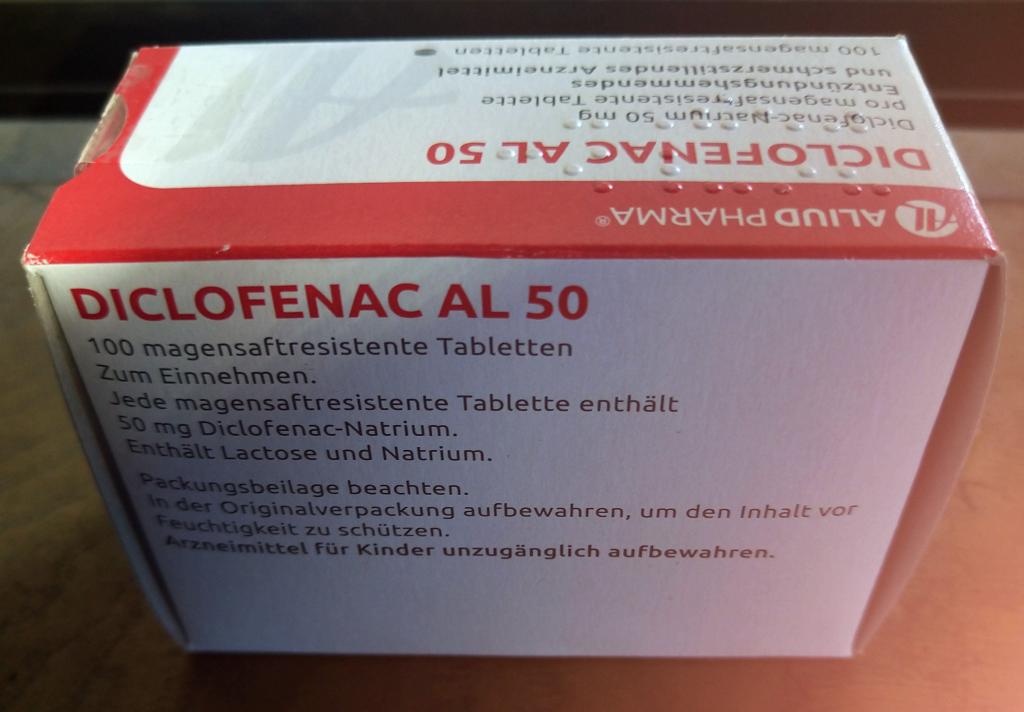 ALIUD PHARMA®
DICLOFENAC AL 50
Diclofenac-Natrium 50 mg
pro magensaftresistente Tablette
Entzündungshemmendes
und schmerzstillendes Arzneimittel
100 magensaftresistente Tabletten
DICLOFENAC AL 50
100 magensaftresistente Tabletten
Zum Einnehmen.
Jede magensaftresistente Tablette enthält
50 mg Diclofenac-Natrium.
Enthält Lactose und Natrium.
Packungsbeilage beachten.
In der Originalverpackung aufbewahren, um den Inhalt vor
Feuchtigkeit zu schützen.
Arzneimittel für Kinder unzugänglich aufbewahren.